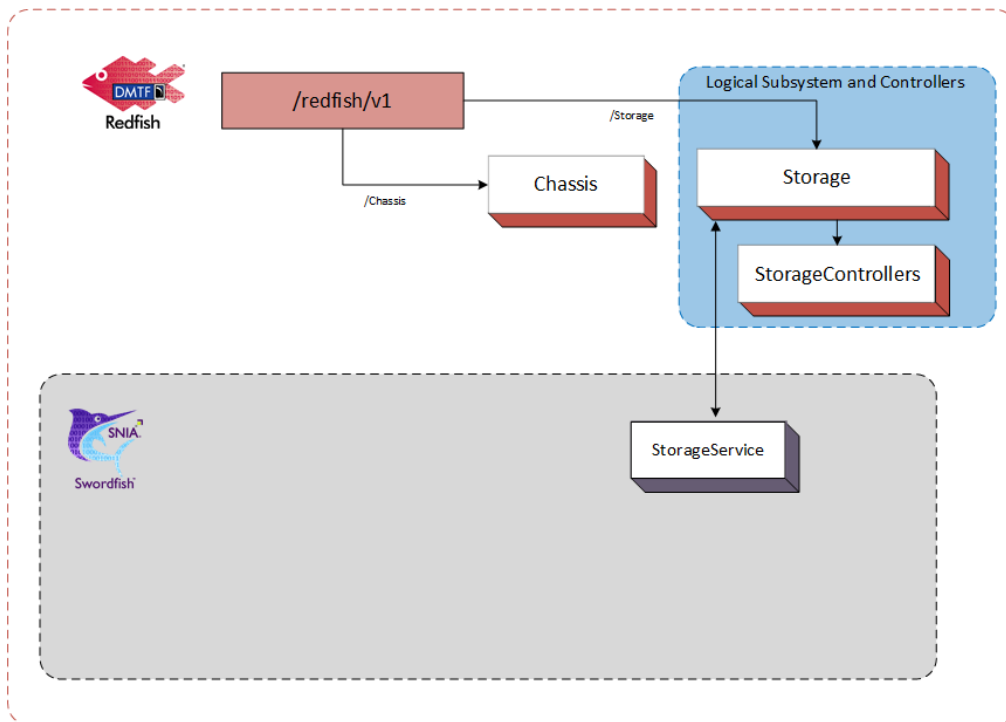 DMTF
Redfish
/redfish/v1
/Storage
/Chassis
Chassis
Logical Subsystem and Controllers
Storage
StorageControllers
SNIA
Swordfish
StorageService